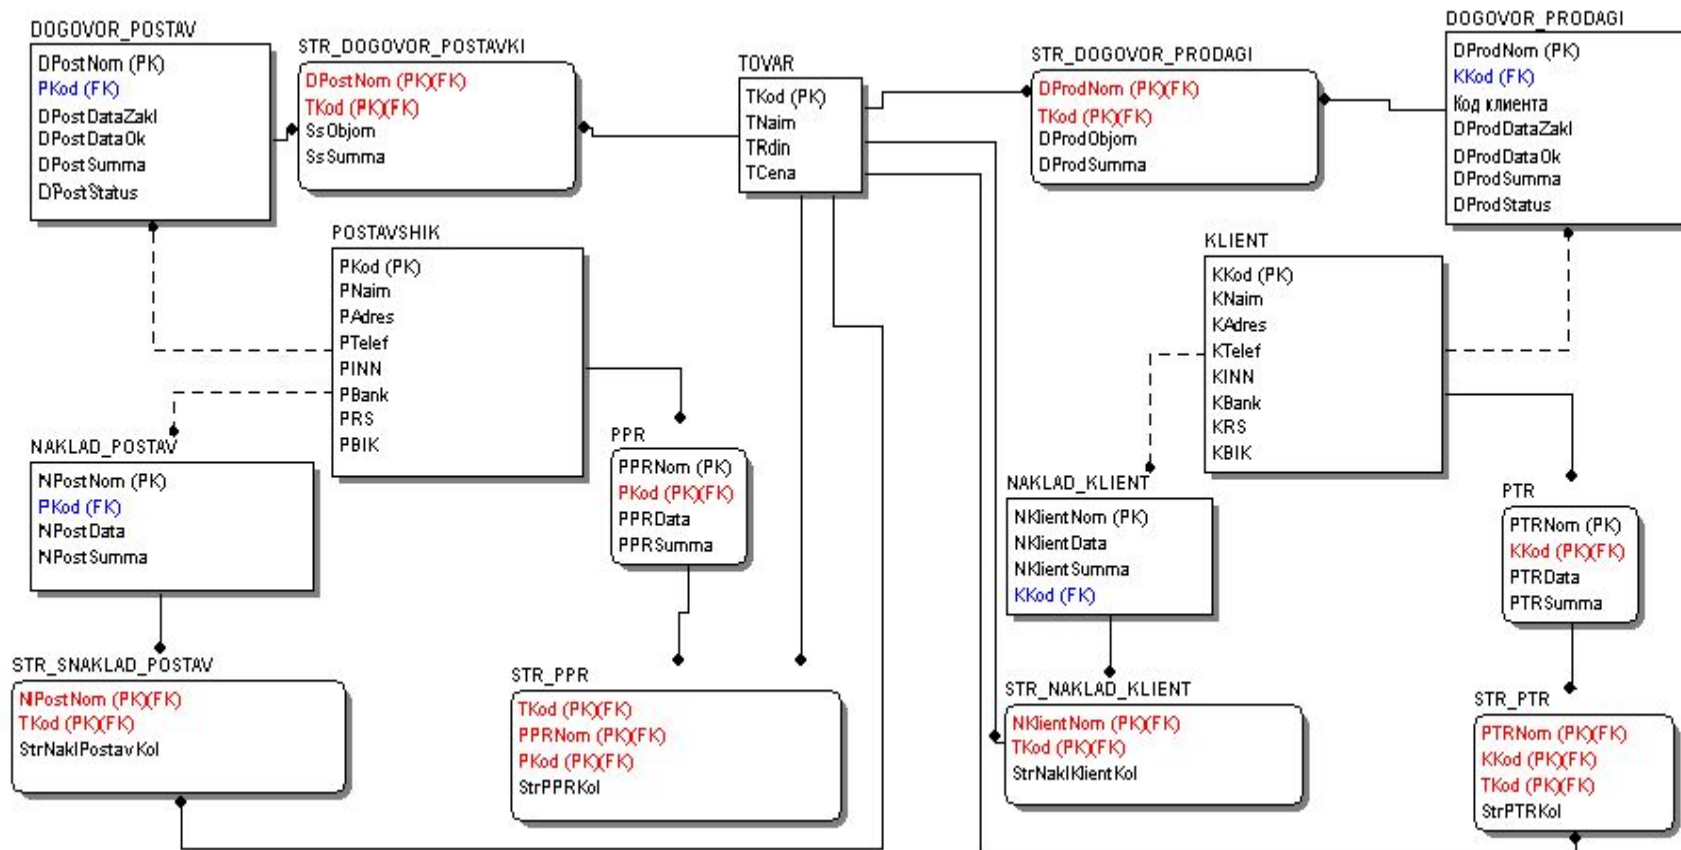 DOGOVOR_POSTAV
DPostNom (PK)
PKod (FK)
DPostDataZakl
DPostDataOk
DPostSumma
DPostStatus
STR_DOGOVOR_POSTAVKI
DPostNom (PK)(FK)
TKod (PK)(FK)
SsObjom
SsSumma
TOVAR
TKod (PK)
TNaim
TRdin
TCena
STR_DOGOVOR_PRODAGI
DProdNom (PK)(FK)
TKod (PK)(FK)
DProdObjom
DProdSumma
DOGOVOR_PRODAGI
DProdNom (PK)
KKod (FK)
Код клиента
DProdDataZakl
DProdDataOk
DProdSumma
DProdStatus
POSTAVSHIK
PKod (PK)
PNaim
PAdres
PTelef
PINN
PBank
PRS
PBIK
KLIENT
KKod (PK)
KNaim
KAdres
KTelef
KINN
KBank
KRS
KBIK
NAKLAD_POSTAV
NPostNom (PK)
PKod (FK)
NPostData
NPostSumma
PPR
PPRNom (PK)
PKod (PK)(FK)
PPRData
PPRSumma
NAKLAD_KLIENT
NKlientNom (PK)
NKlientData
NKlientSumma
KKod (FK)
PTR
PTRNom (PK)
KKod (PK)(FK)
PTRData
PTRSumma
STR_SNAKLAD_POSTAV
NPostNom (PK)(FK)
TKod (PK)(FK)
StrNaklPostavKol
STR_PPR
TKod (PK)(FK)
PPRNom (PK)(FK)
PKod (PK)(FK)
StrPPRKol
STR_NAKLAD_KLIENT
NKlientNom (PK)(FK)
TKod (PK)(FK)
StrNaklKlientKol
STR_PTR
PTRNom (PK)(FK)
KKod (PK)(FK)
TKod (PK)(FK)
StrPTRKol